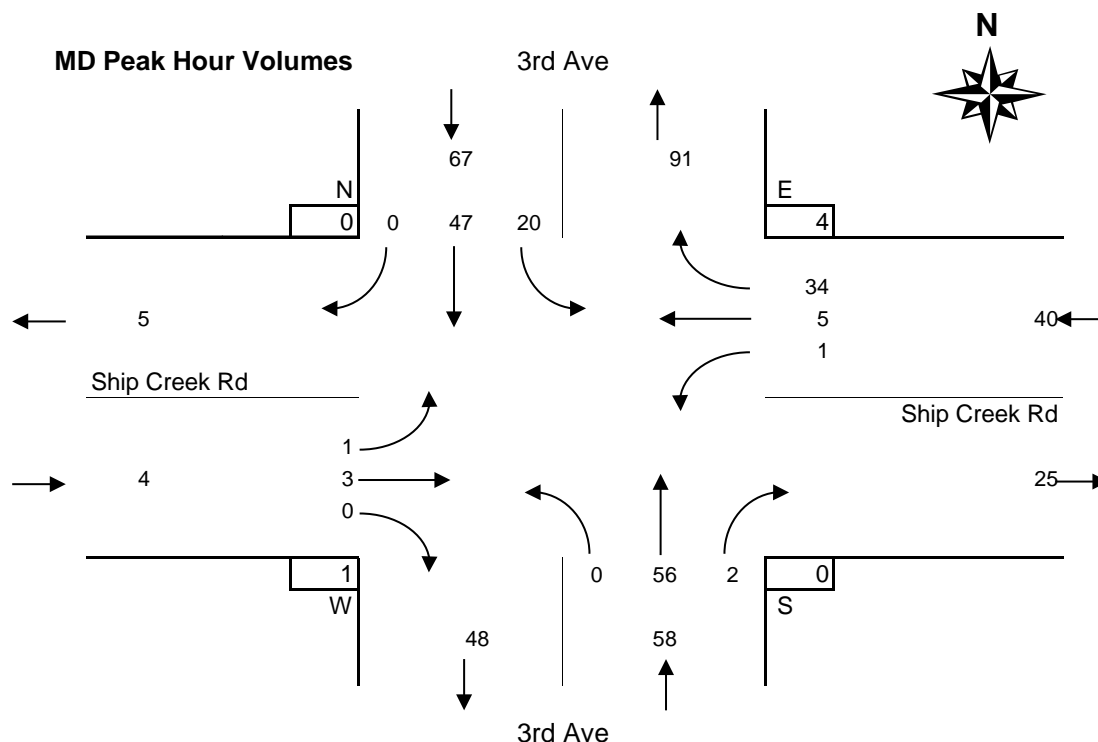 N
MD Peak Hour Volumes 3rd Ave
67 91
N E
0 0 47 20 4
34
5 5 40
1
Ship Creek Rd
Ship Creek Rd
1
4 3 25
0
1 0 56 2 0
W S
48 58
3rd Ave